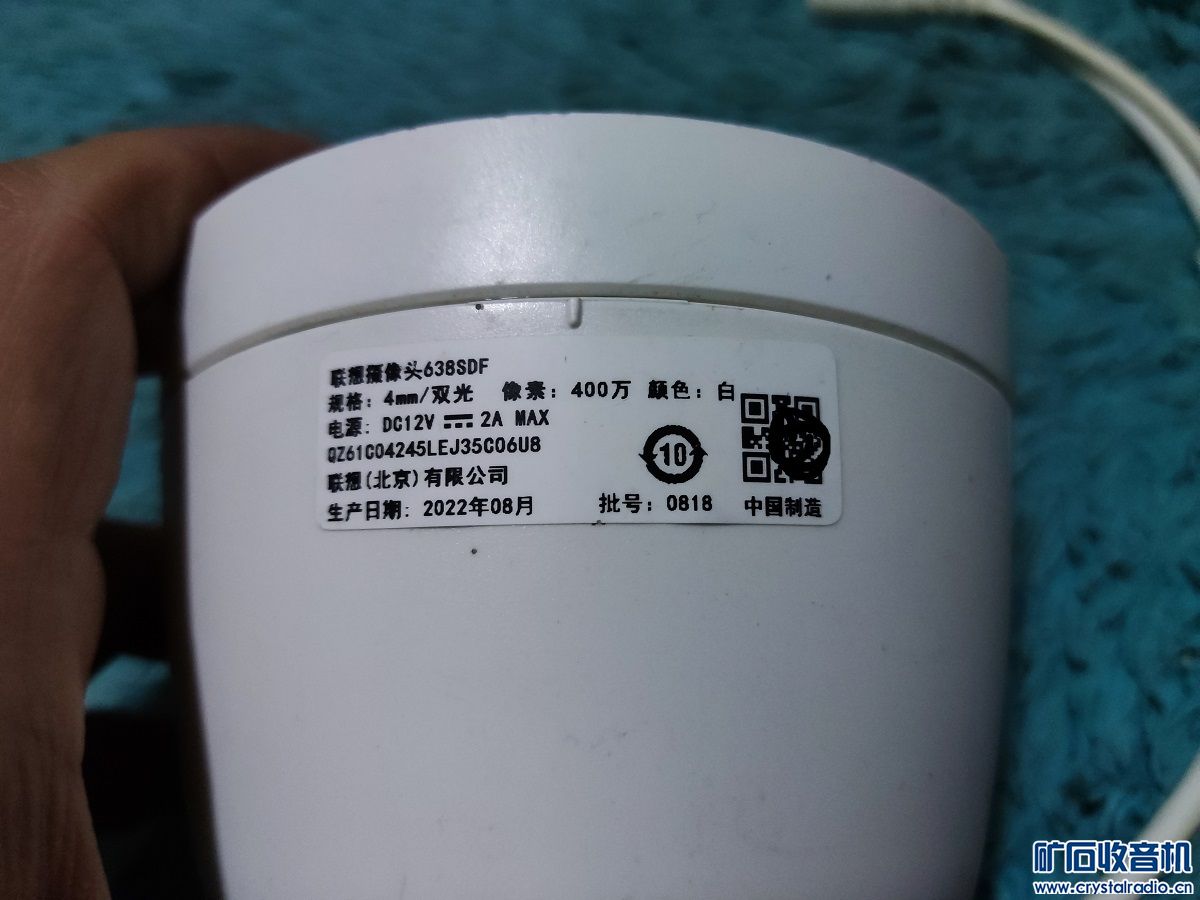 联想摄像头638SDF
规格：4mm/双光 像素：400万 颜色：白
电源: DC12V 2A MAX
QZ61C04245LEJ35C06U8
联想(北京)有限公司
10
生产日期: 2022年08月 批号: 0818 中国制造
矿石收音机
www.crystalradio.cn